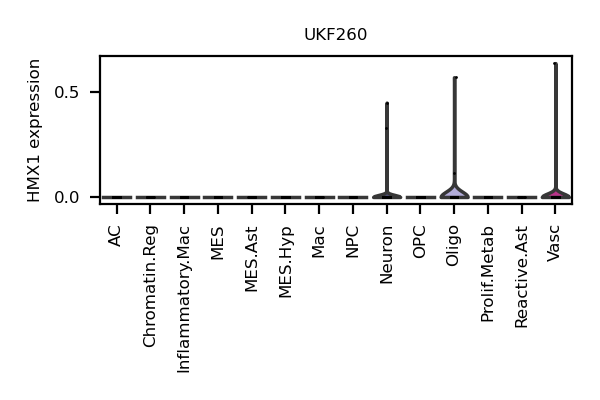 UKF260
HMX1 expression
0.5
0.0
AC
Chromatin.Reg
Inflammatory.Mac
MES
MES.Ast
MES.Hyp
Mac
NPC
Neuron
OPC
Oligo
Prolif.Metab
Reactive.Ast
Vasc